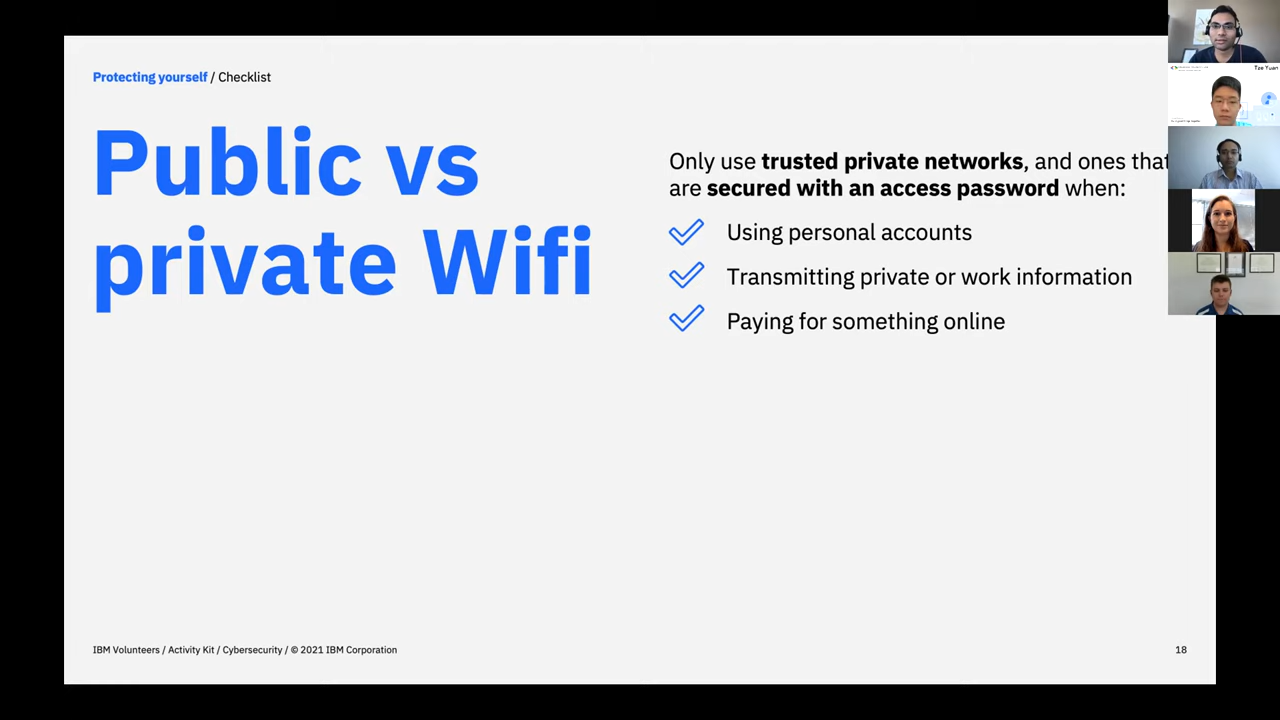 Protecting yourself / Checklist
Public vs
private Wifi
Only use trusted private networks, and ones that
are secured with an access password when:
Using personal accounts
Transmitting private or work information
Paying for something online
IBM Volunteers / Activity Kit / Cybersecurity / © 2021 IBM Corporation
18
Tze Yuan